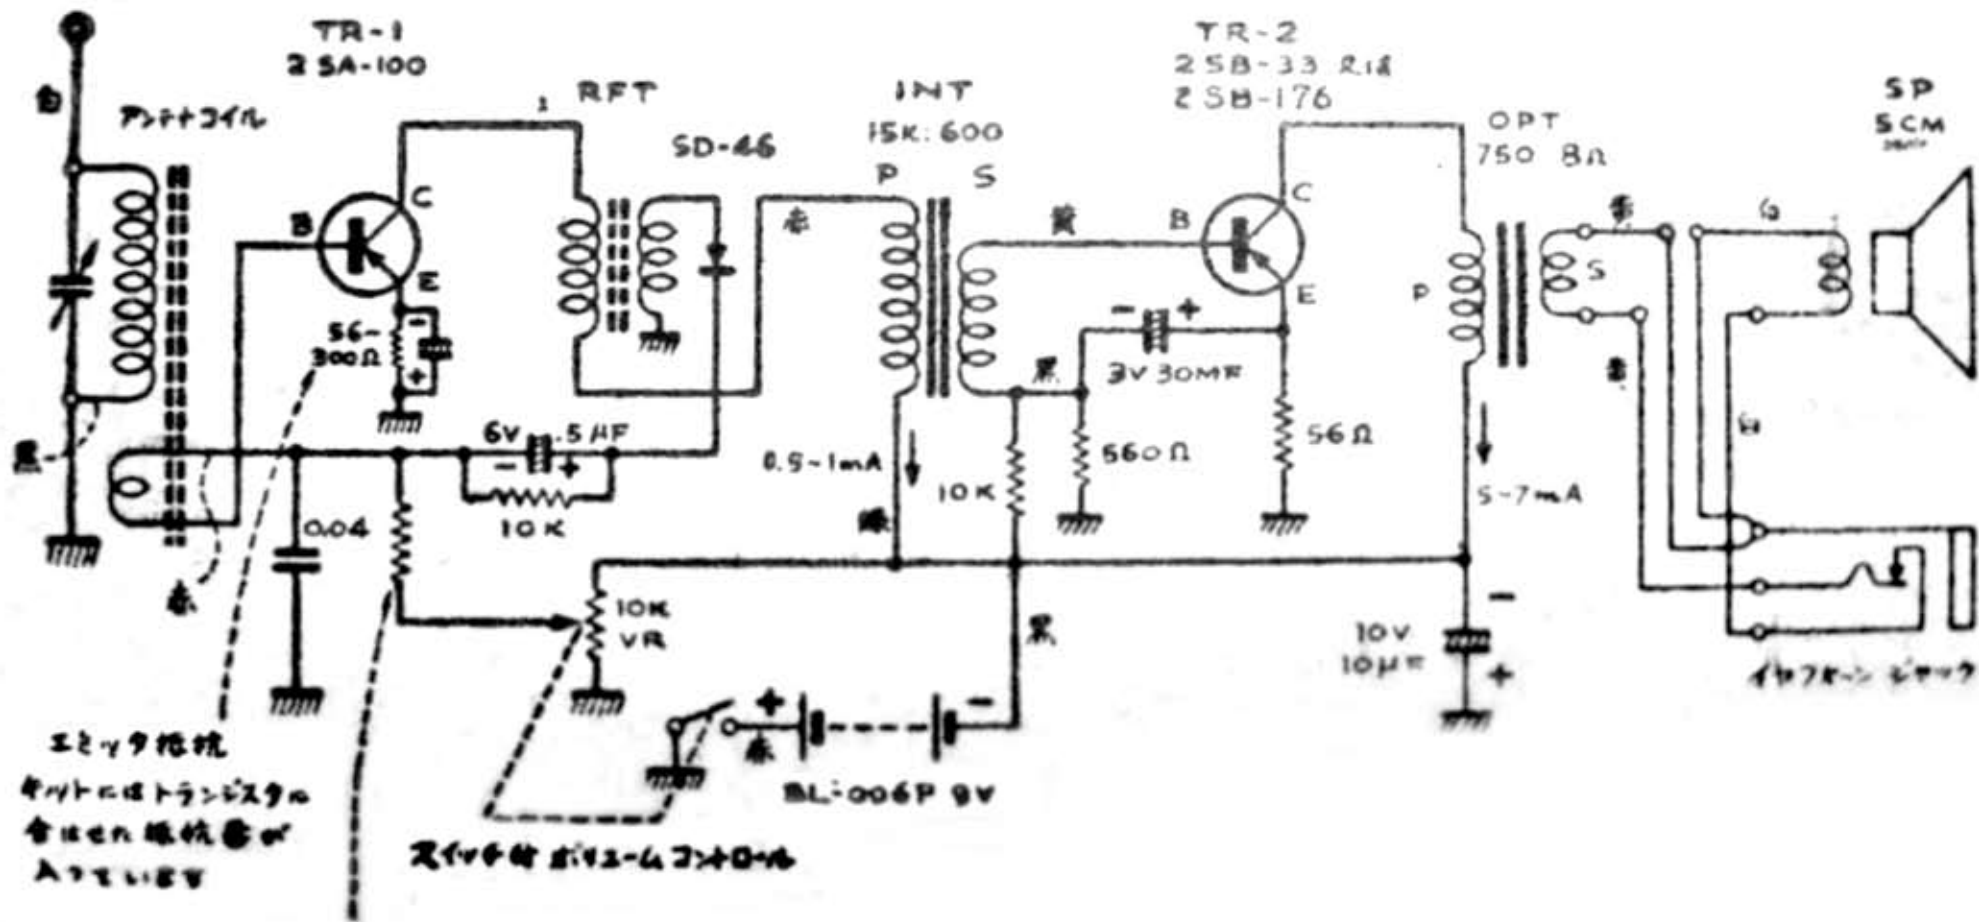 TR-1
2SA-100
TR-2
2SB-33
2SB-176
白
アンテナコイル
RFT
INT
15K:600
SD-46
P
S
OPT
750 8Ω
SP
5CM
B
C
E
赤
黄
B
C
E
P
S
白
56~
300Ω
-
+
-
+
3V30MF
黒
6V .5μF
-
+
10K
0.5~1mA
10K
560Ω
56Ω
5~7mA
白
0.04
赤
10K
VR
黒
10V
10μF
-
+
イヤフォーン ジャック
+
-
赤
BL-006P 9V
エミッタ抵抗
キットにはトランジスタに
合はせた抵抗器が
入っています
スイッチ付 ボリュームコントロール